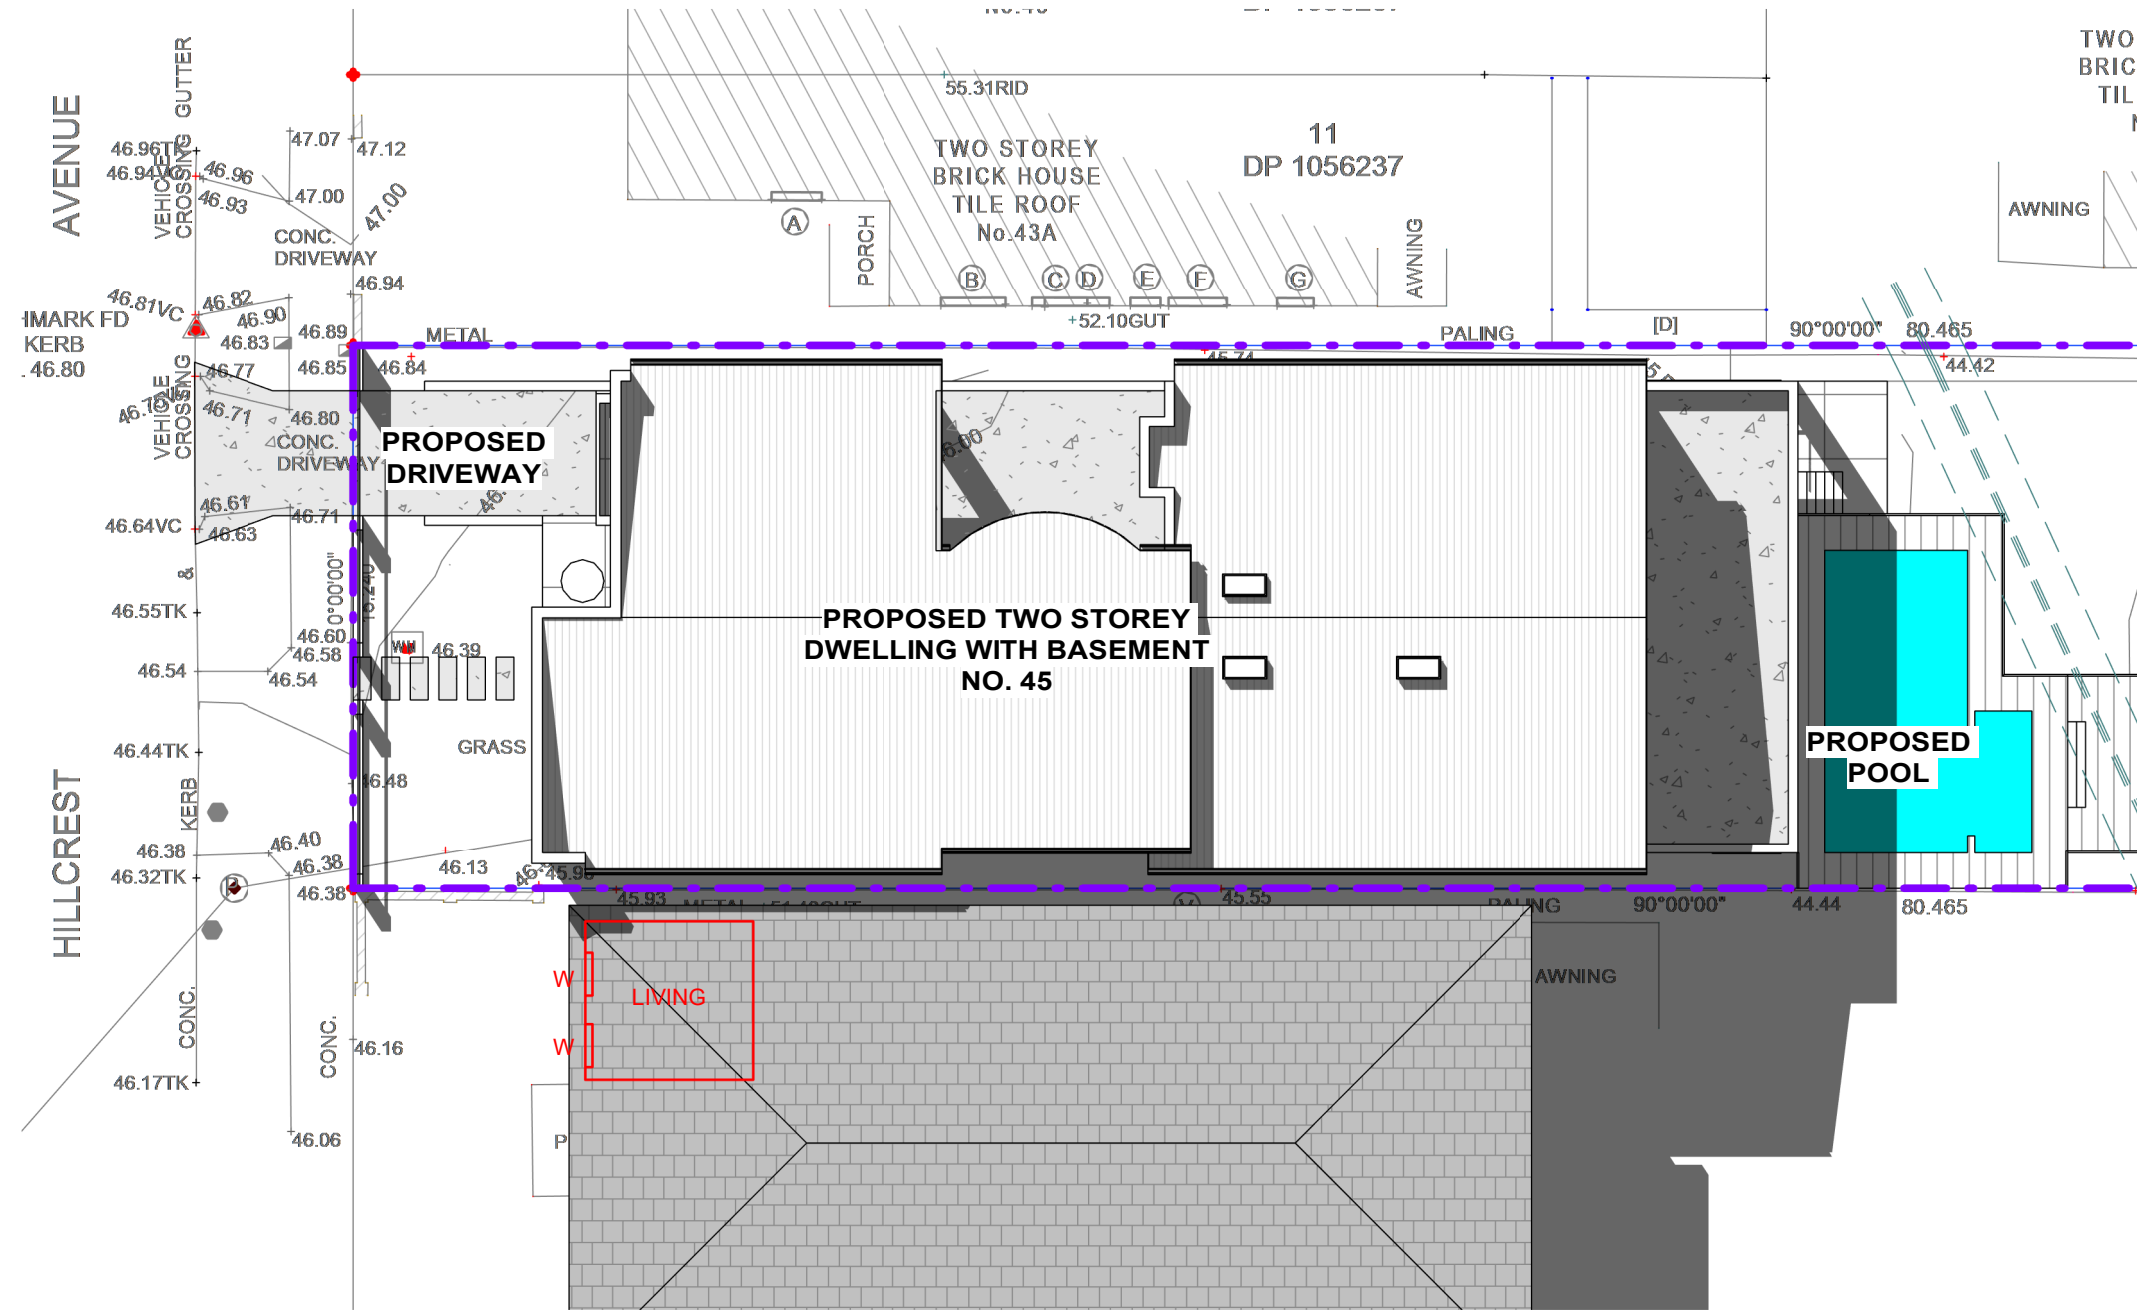 55.31RID
TWO
BRIC
TIL
AVENUE
VEHICLE
CROSSING
GUTTER
47.07
47.12
46.96TK
46.96
46.93
47.00
47.00
CONC.
DRIVEWAY
TWO STOREY
BRICK HOUSE
TILE ROOF
No.43A
11
DP 1056237
A
PORCH
AWNING
AWNING
B
C
D
E
F
G
46.94
46.81VC
46.82
46.90
46.83
46.89
46.85
46.84
IMARK FD
KERB
46.80
52.10GUT
METAL
PALING
[D]
90°00'00"
80.465
44.42
46.77
46.71
46.80
VEHICLE
CROSSING
CONC.
DRIVEWAY
PROPOSED
DRIVEWAY
46.61
46.71
46.64VC
46.63
&
0°00'00"
46.55TK
46.60
46.58
46.54
46.54
46.39
PROPOSED TWO STOREY
DWELLING WITH BASEMENT
NO. 45
GRASS
46.44TK
46.48
PROPOSED
POOL
HILLCREST
KERB
46.38
46.40
46.38
46.32TK
46.38
46.13
45.93
45.55
PALING
90°00'00"
44.44
80.465
W
LIVING
W
AWNING
CONC.
CONC.
46.16
46.17TK
46.06
P